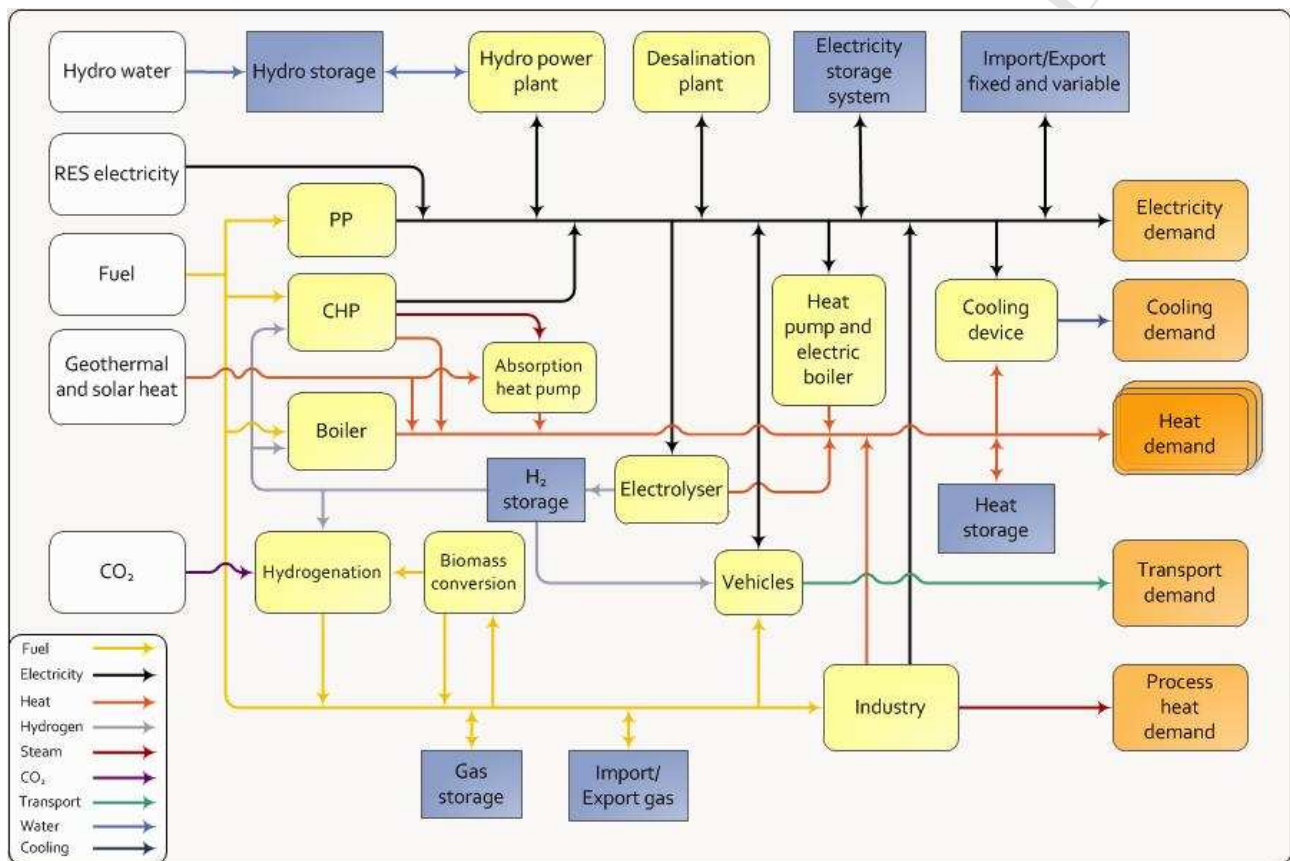 Hydro water
Hydro storage
Hydro power
plant
Desalination
plant
Electricity
storage
system
Import/Export
fixed and variable
RES electricity
PP
Electricity
demand
Fuel
CHP
Heat
pump and
electric
boiler
Cooling
device
Cooling
demand
Geothermal
and solar heat
Absorption
heat pump
Boiler
Heat
demand
H₂
storage
Electrolyser
Heat
storage
CO₂
Hydrogenation
Biomass
conversion
Vehicles
Transport
demand
Fuel
Electricity
Heat
Hydrogen
Steam
CO₂
Transport
Water
Cooling
Industry
Process
heat
demand
Gas
storage
Import/
Export gas